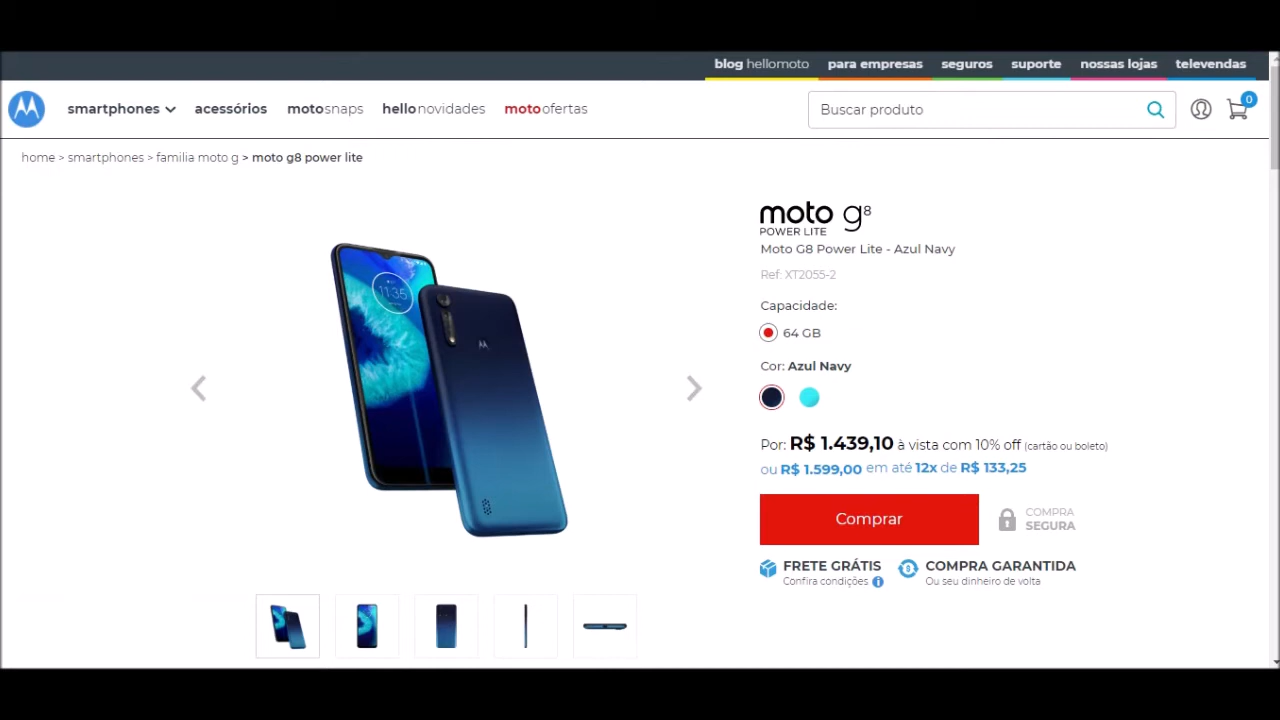 blog hellomoto para empresas seguros suporte nossas lojas televendas
smartphones acessórios motosnaps hellonovidades motoofertas Buscar produto 0
home > smartphones > familia moto g > moto g8 power lite
moto g8
POWER LITE
Moto G8 Power Lite - Azul Navy
Ref: XT2055-2
Capacidade:
64 GB
Cor: Azul Navy
Por: R$ 1.439,10 à vista com 10% off (cartão ou boleto)
ou R$ 1.599,00 em até 12x de R$ 133,25
Comprar
COMPRA
SEGURA
FRETE GRÁTIS
Confira condições
COMPRA GARANTIDA
Ou seu dinheiro de volta
11:35